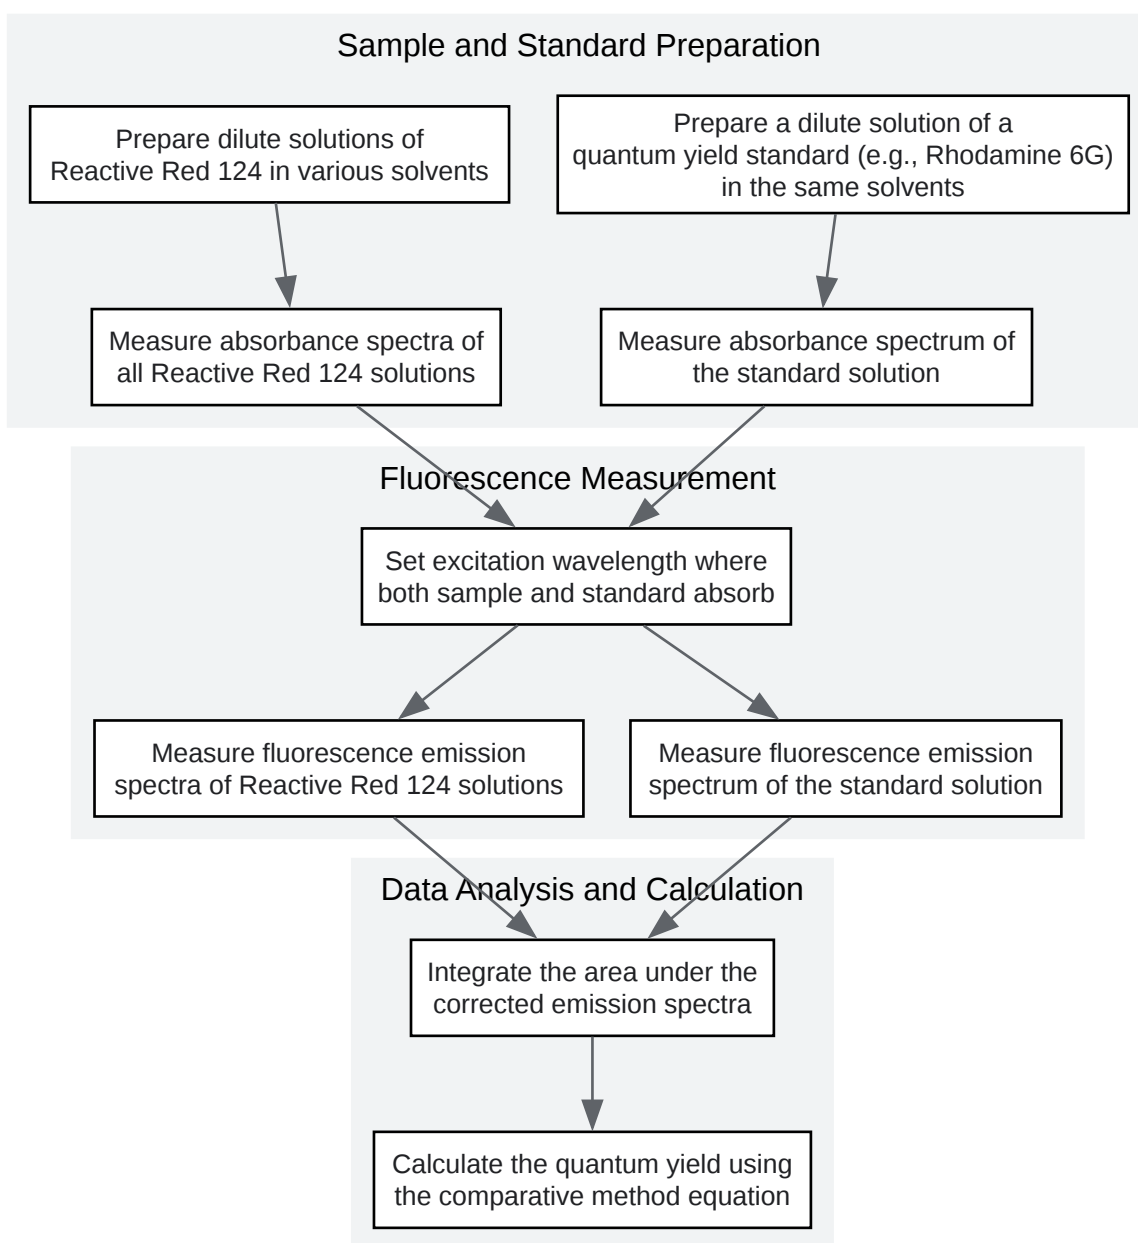 Sample and Standard Preparation
Prepare dilute solutions of
Reactive Red 124 in various solvents
Prepare a dilute solution of a
quantum yield standard (e.g., Rhodamine 6G)
in the same solvents
Measure absorbance spectra of
all Reactive Red 124 solutions
Measure absorbance spectrum of
the standard solution
Fluorescence Measurement
Set excitation wavelength where
both sample and standard absorb
Measure fluorescence emission
spectra of Reactive Red 124 solutions
Measure fluorescence emission
spectrum of the standard solution
Data Analysis and Calculation
Integrate the area under the
corrected emission spectra
Calculate the quantum yield using
the comparative method equation